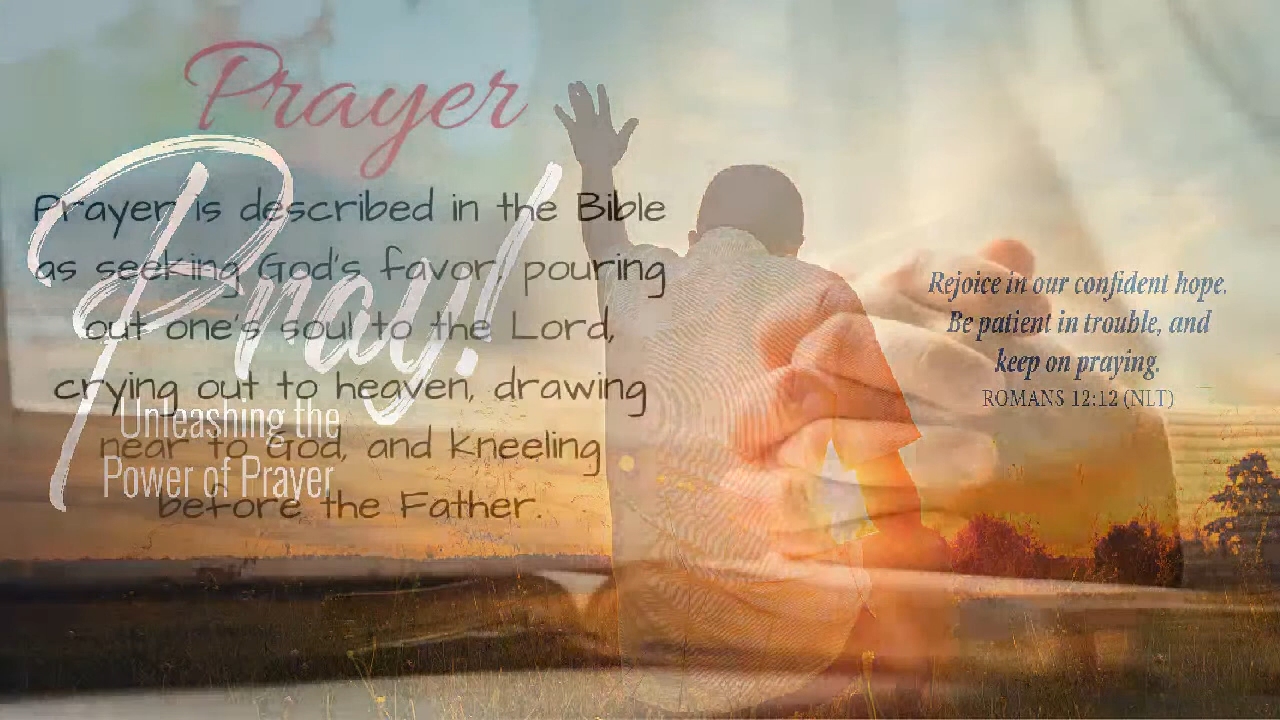 Prayer
Prayer is described in the Bible
as seeking God's favor, pouring
out one's soul to the Lord,
crying out to heaven, drawing
near to God, and kneeling
before the Father.
Pray!
Unleashing the
Power of Prayer
Rejoice in our confident hope.
Be patient in trouble, and
keep on praying.
ROMANS 12:12 (NLT)